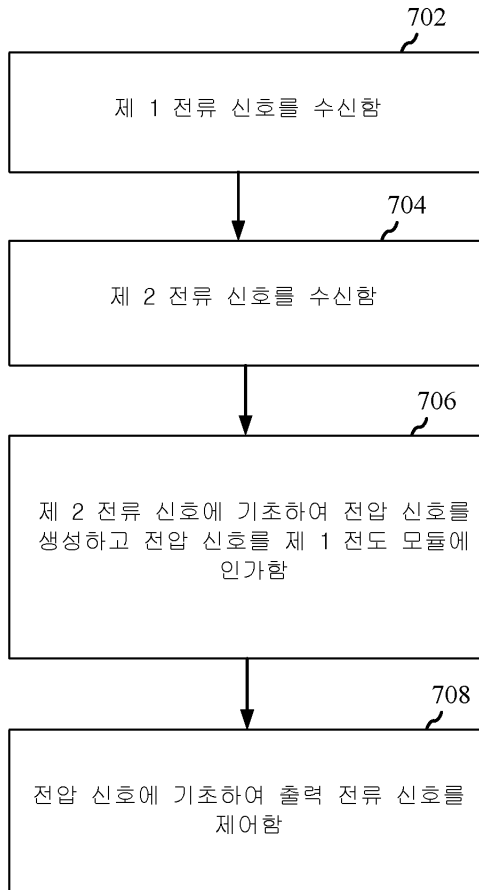 702
제 1 전류 신호를 수신함
704
제 2 전류 신호를 수신함
706
제 2 전류 신호에 기초하여 전압 신호를
생성하고 전압 신호를 제 1 전도 모듈에
인가함
708
전압 신호에 기초하여 출력 전류 신호를
제어함